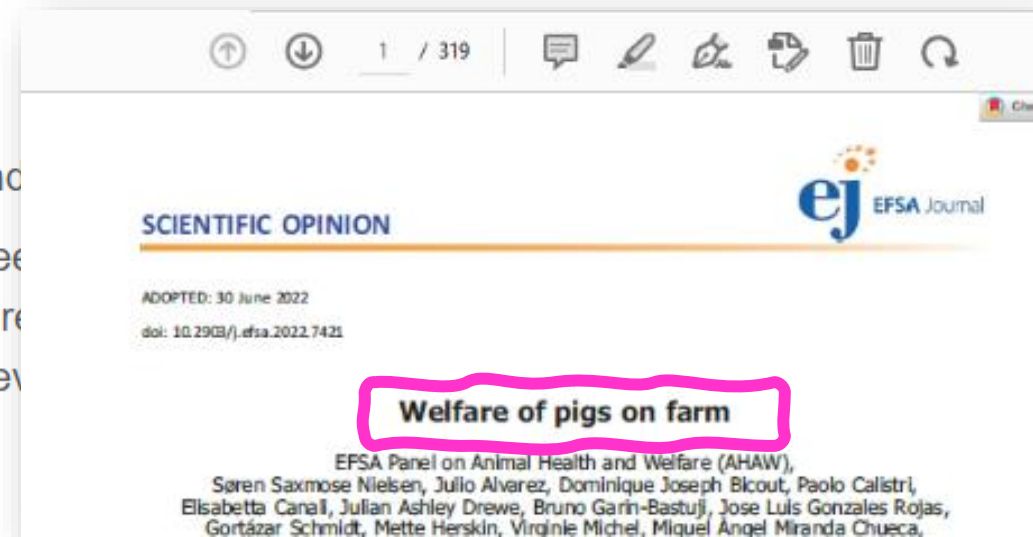 1 / 319
SCIENTIFIC OPINION
EFSA Journal
ADOPTED: 30 June 2022
doi: 10.2903/j.efsa.2022.7421
Welfare of pigs on farm
EFSA Panel on Animal Health and Welfare (AHAW),
Søren Saxmose Nielsen, Julio Alvarez, Dominique Joseph Bicout, Paolo Calistri,
Elisabetta Canali, Julian Ashley Drewe, Bruno Garin-Bastuji, Jose Luis Gonzales Rojas,
Gortázar Schmidt, Mette Herskin, Virginie Michel, Miguel Ángel Miranda Chueca,